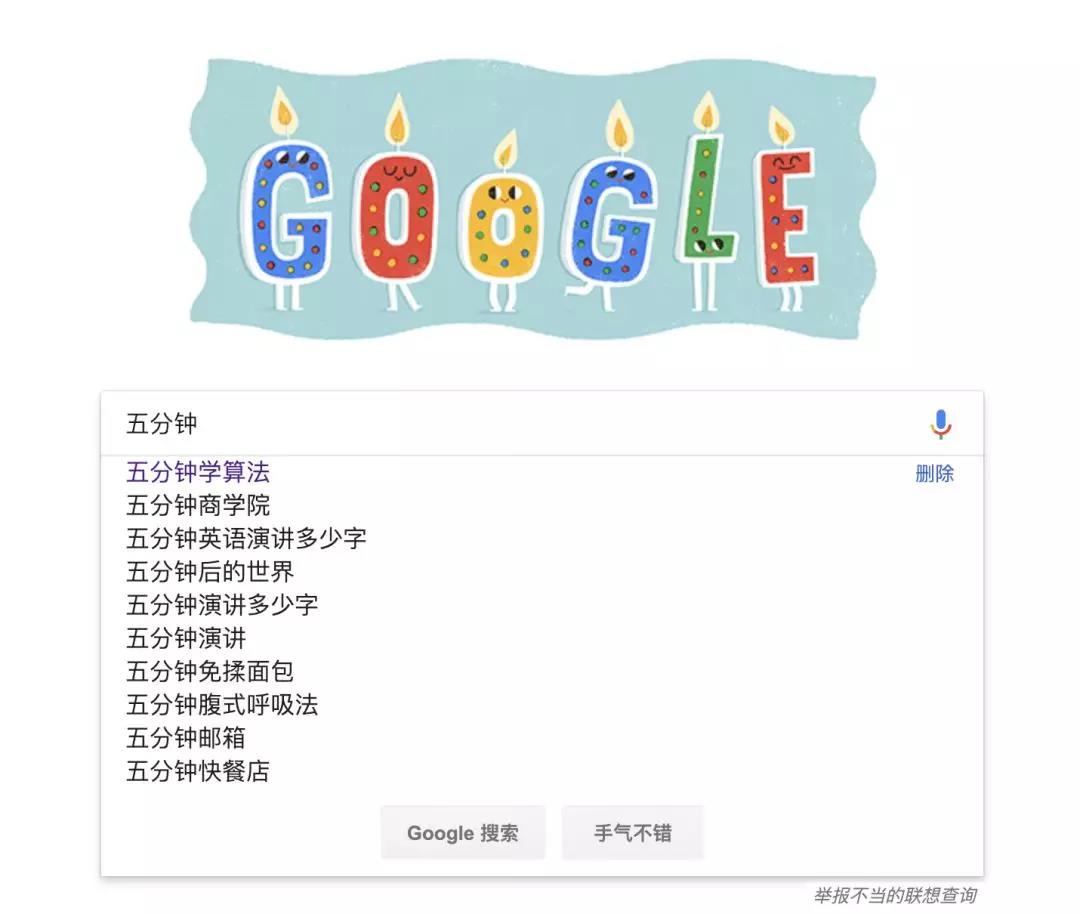 GOOGLE
五分钟
五分钟学算法 删除
五分钟商学院
五分钟英语演讲多少字
五分钟后的世界
五分钟演讲多少字
五分钟演讲
五分钟免揉面包
五分钟腹式呼吸法
五分钟邮箱
五分钟快餐店
Google 搜索 手气不错
举报不当的联想查询